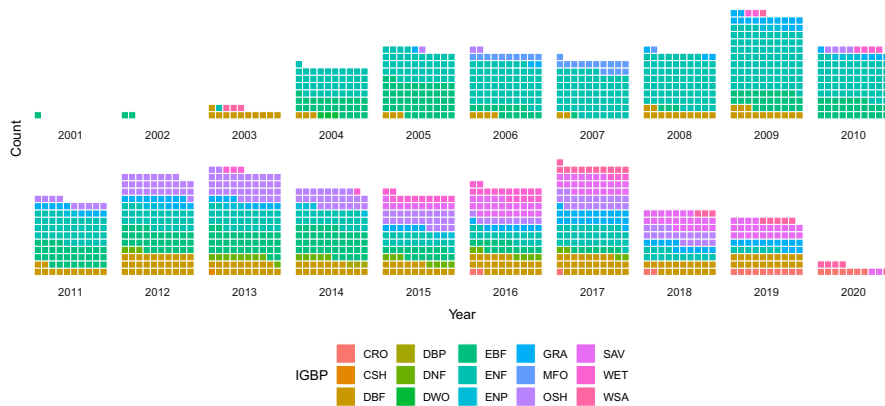 Count
2001 2002 2003 2004 2005 2006 2007 2008 2009 2010
2011 2012 2013 2014 2015 2016 2017 2018 2019 2020
Year
IGBP
CRO DBP EBF GRA SAV
CSH DNF ENF MFO WET
DBF DWO ENP OSH WSA